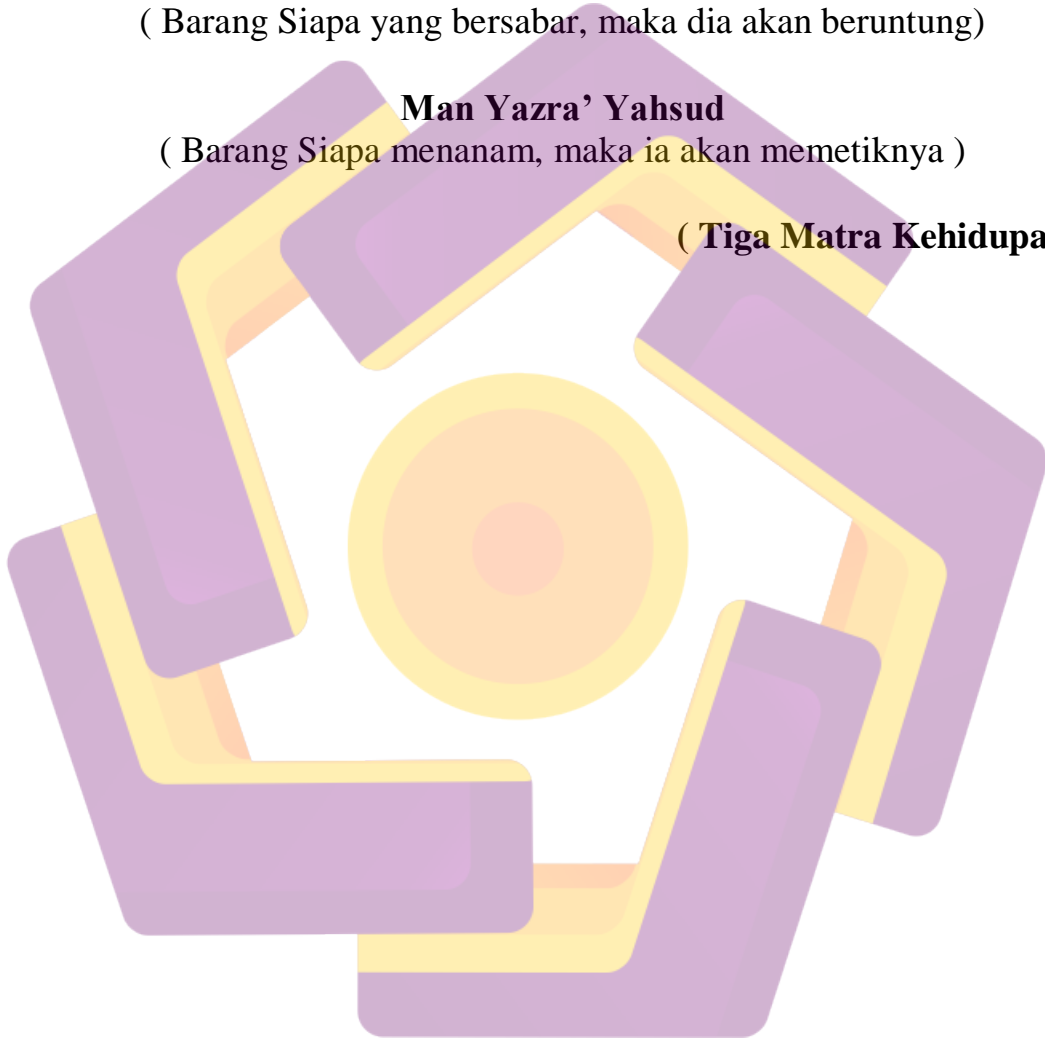 ( Barang Siapa yang bersabar, maka dia akan beruntung)
Man Yazra’ Yahsud
( Barang Siapa menanam, maka ia akan memetiknya )
( Tiga Matra Kehidupa